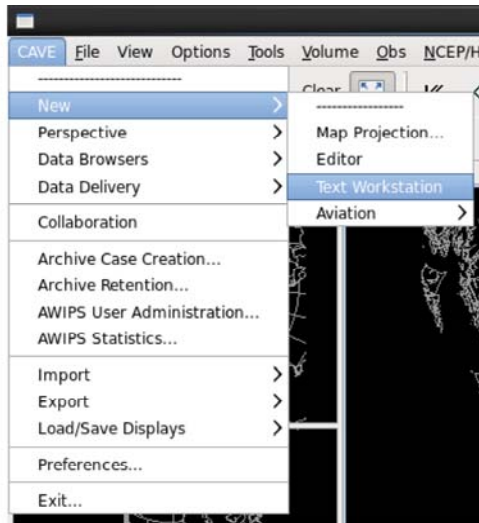 CAVE File View Options Tools Volume Obs NCEP/H
Clear
----------------------------
New
Perspective
Data Browsers
Data Delivery
Collaboration
Archive Case Creation...
Archive Retention...
AWIPS User Administration...
AWIPS Statistics...
Import
Export
Load/Save Displays
Preferences...
Exit...
-----------------
Map Projection...
Editor
Text Workstation
Aviation